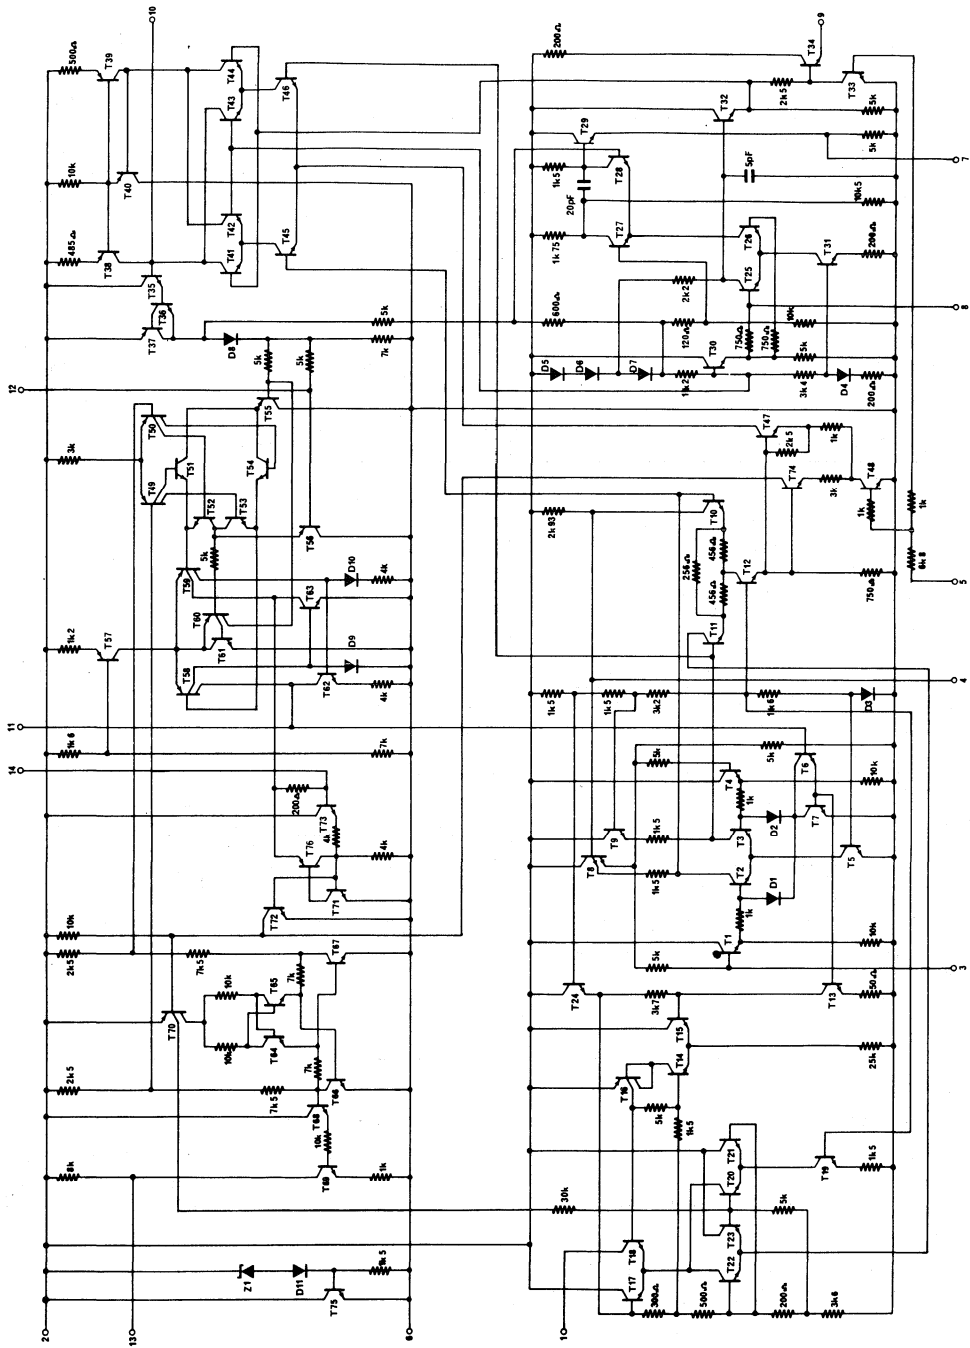 2
13
6
1
14
11
12
10
8k
2k5
2k5
10k
1k6
1k2
3k
485Ω
10k
500Ω
T57
T38
T40
T39
T49
T50
T37
T36
T35
T70
7k5
T51
T58
T60
T59
T52
T53
T54
T55
T61
5k
T41
T42
T43
T44
D8
10k
10k
T64
T65
5k
T45
T46
Z1
D11
T72
T76
200Ω
7k5
7k
7k
5k
T68
10k
T69
T66
T67
T71
T73
4k
T62
T63
T56
D9
D10
T75
1k5
1k
4k
7k
4k
4k
7k
5k
30k
2k93
1k5
600Ω
1k75
1k5
200Ω
D5
D6
D7
20pF
T29
T24
T8
T9
1k5
T27
T28
T17
T18
T16
5k
3k7
5k
1k5
1k5
5k
3k2
2k2
120Ω
1k2
300Ω
1k5
T14
T15
T30
500Ω
T22
T23
T20
T21
T1
T2
T3
T4
T11
T10
256Ω
456Ω
456Ω
T25
T26
T32
750Ω
750Ω
1k
1k
T12
5pF
D1
D2
T47
2k5
2k5
T34
9
200Ω
5k
5k
T6
T7
T74
10k
5k
3k4
T31
3k6
T19
T13
T5
1k
3k
T33
1k5
25k
50Ω
10k
10k
D3
750Ω
1k
T48
D4
200Ω
200Ω
10k5
5k
5k
6k8
1k
3
4
5
8
7